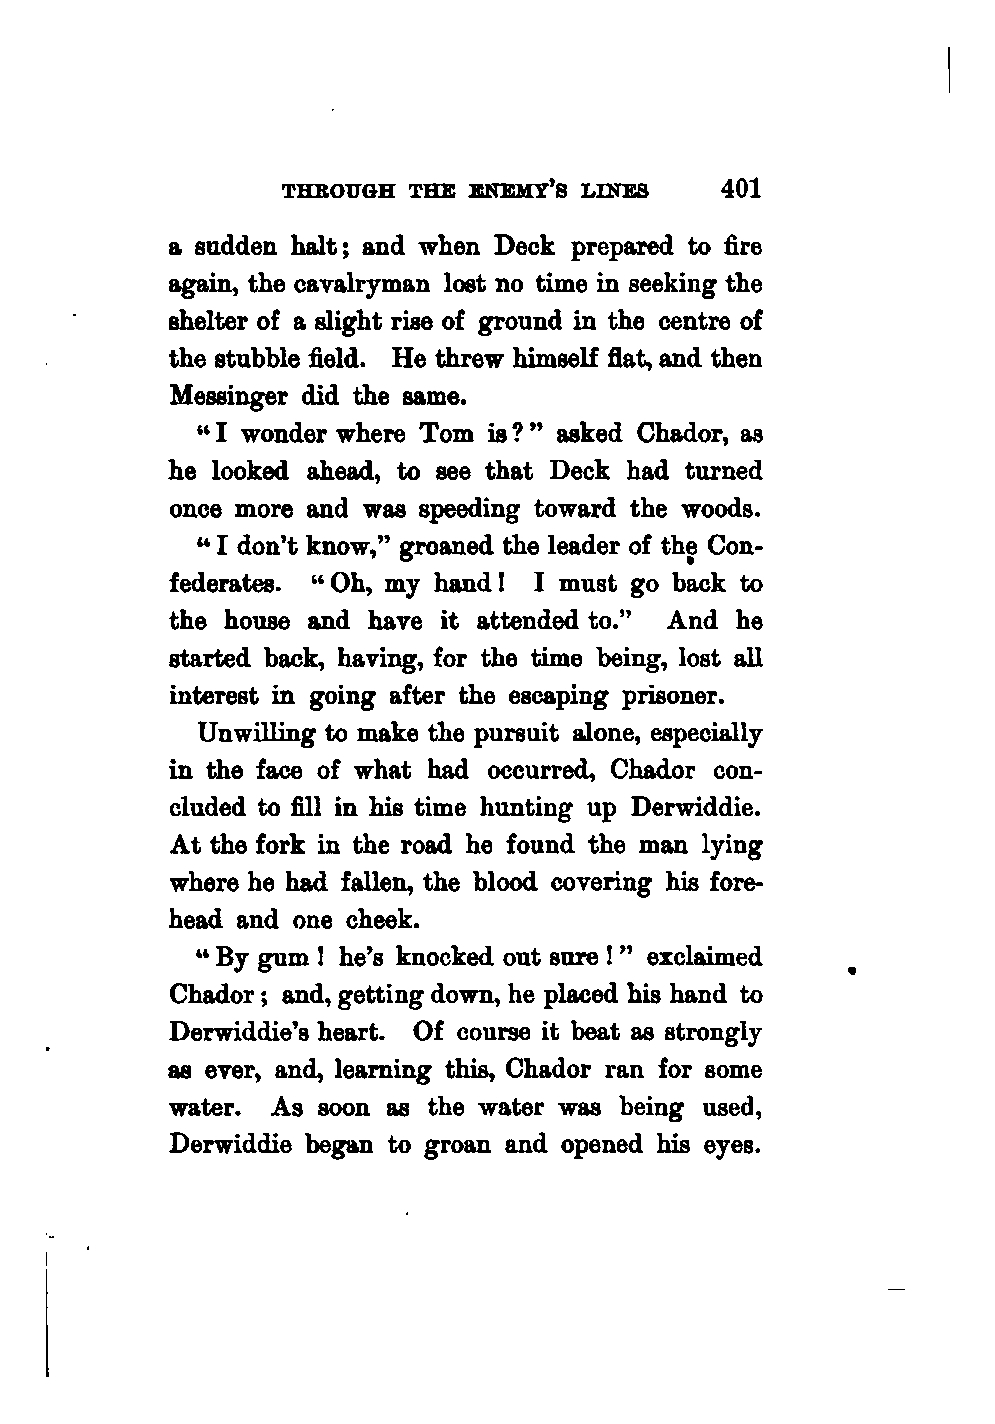 THROUGH THE ENEMY'S LINES 401
a sudden halt; and when Deck prepared to fire
again, the cavalryman lost no time in seeking the
shelter of a slight rise of ground in the centre of
the stubble field. He threw himself flat, and then
Messinger did the same.
"I wonder where Tom is?" asked Chador, as
he looked ahead, to see that Deck had turned
once more and was speeding toward the woods.
"I don't know," groaned the leader of the Con-
federates. "Oh, my hand! I must go back to
the house and have it attended to." And he
started back, having, for the time being, lost all
interest in going after the escaping prisoner.
Unwilling to make the pursuit alone, especially
in the face of what had occurred, Chador con-
cluded to fill in his time hunting up Derwiddie.
At the fork in the road he found the man lying
where he had fallen, the blood covering his fore-
head and one cheek.
"By gum! he's knocked out sure!" exclaimed
Chador; and, getting down, he placed his hand to
Derwiddie's heart. Of course it beat as strongly
as ever, and, learning this, Chador ran for some
water. As soon as the water was being used,
Derwiddie began to groan and opened his eyes.